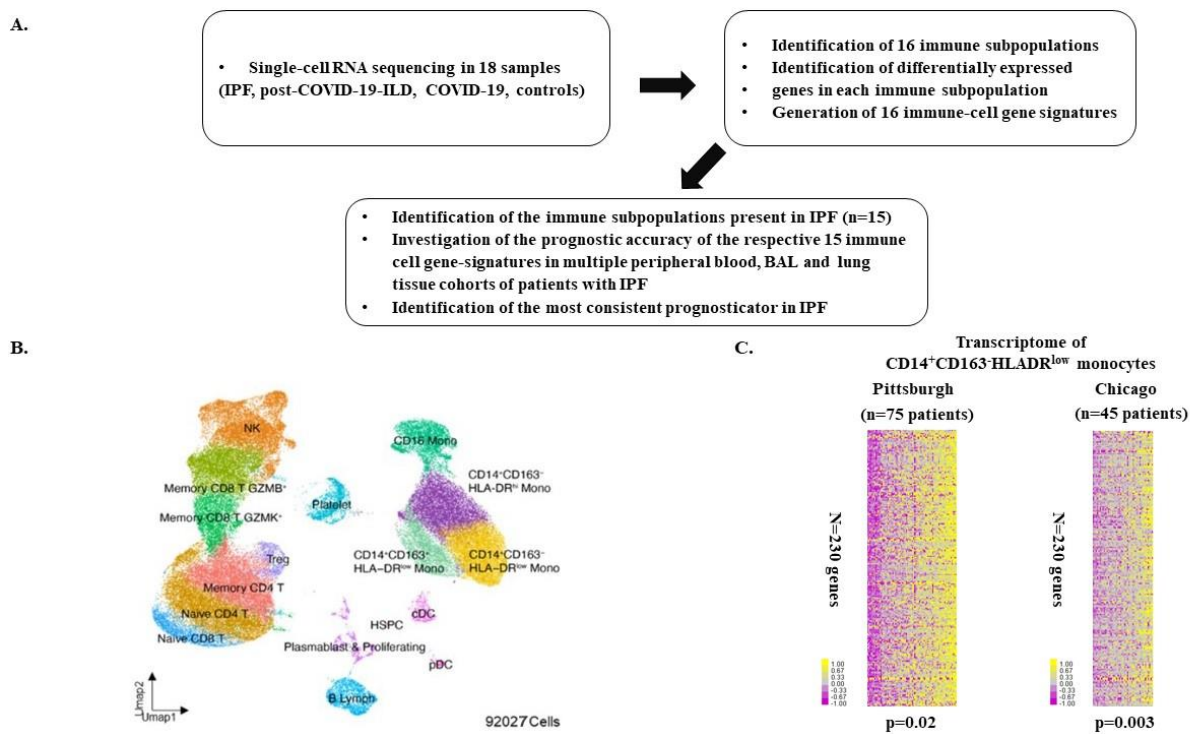 A.
• Single-cell RNA sequencing in 18 samples
(IPF, post-COVID-19-ILD, COVID-19, controls)
• Identification of 16 immune subpopulations
• Identification of differentially expressed
• genes in each immune subpopulation
• Generation of 16 immune-cell gene signatures
• Identification of the immune subpopulations present in IPF (n=15)
• Investigation of the prognostic accuracy of the respective 15 immune
cell gene-signatures in multiple peripheral blood, BAL and lung
tissue cohorts of patients with IPF
• Identification of the most consistent prognosticator in IPF
B.
NK
Memory CD8 T GZMB⁺
Memory CD8 T GZMK⁺
Treg
Memory CD4 T
Naive CD4 T
Naive CD8 T
Platelet
CD16 Mono
CD14⁺CD163⁻
HLA-DRʰⁱ Mono
CD14⁺CD163⁺
HLA-DRˡᵒʷ Mono
CD14⁺CD163⁻
HLA-DRˡᵒʷ Mono
cDC
HSPC
Plasmablast & Proliferating
pDC
B Lymph
Umap2
Umap1
92027 Cells
C.
Transcriptome of
CD14⁺CD163⁻HLADRˡᵒʷ monocytes
Pittsburgh
(n=75 patients)
N=230 genes
1.00
0.67
0.33
0.00
-0.33
-0.67
-1.00
p=0.02
Chicago
(n=45 patients)
N=230 genes
1.00
0.67
0.33
0.00
-0.33
-0.67
-1.00
p=0.003